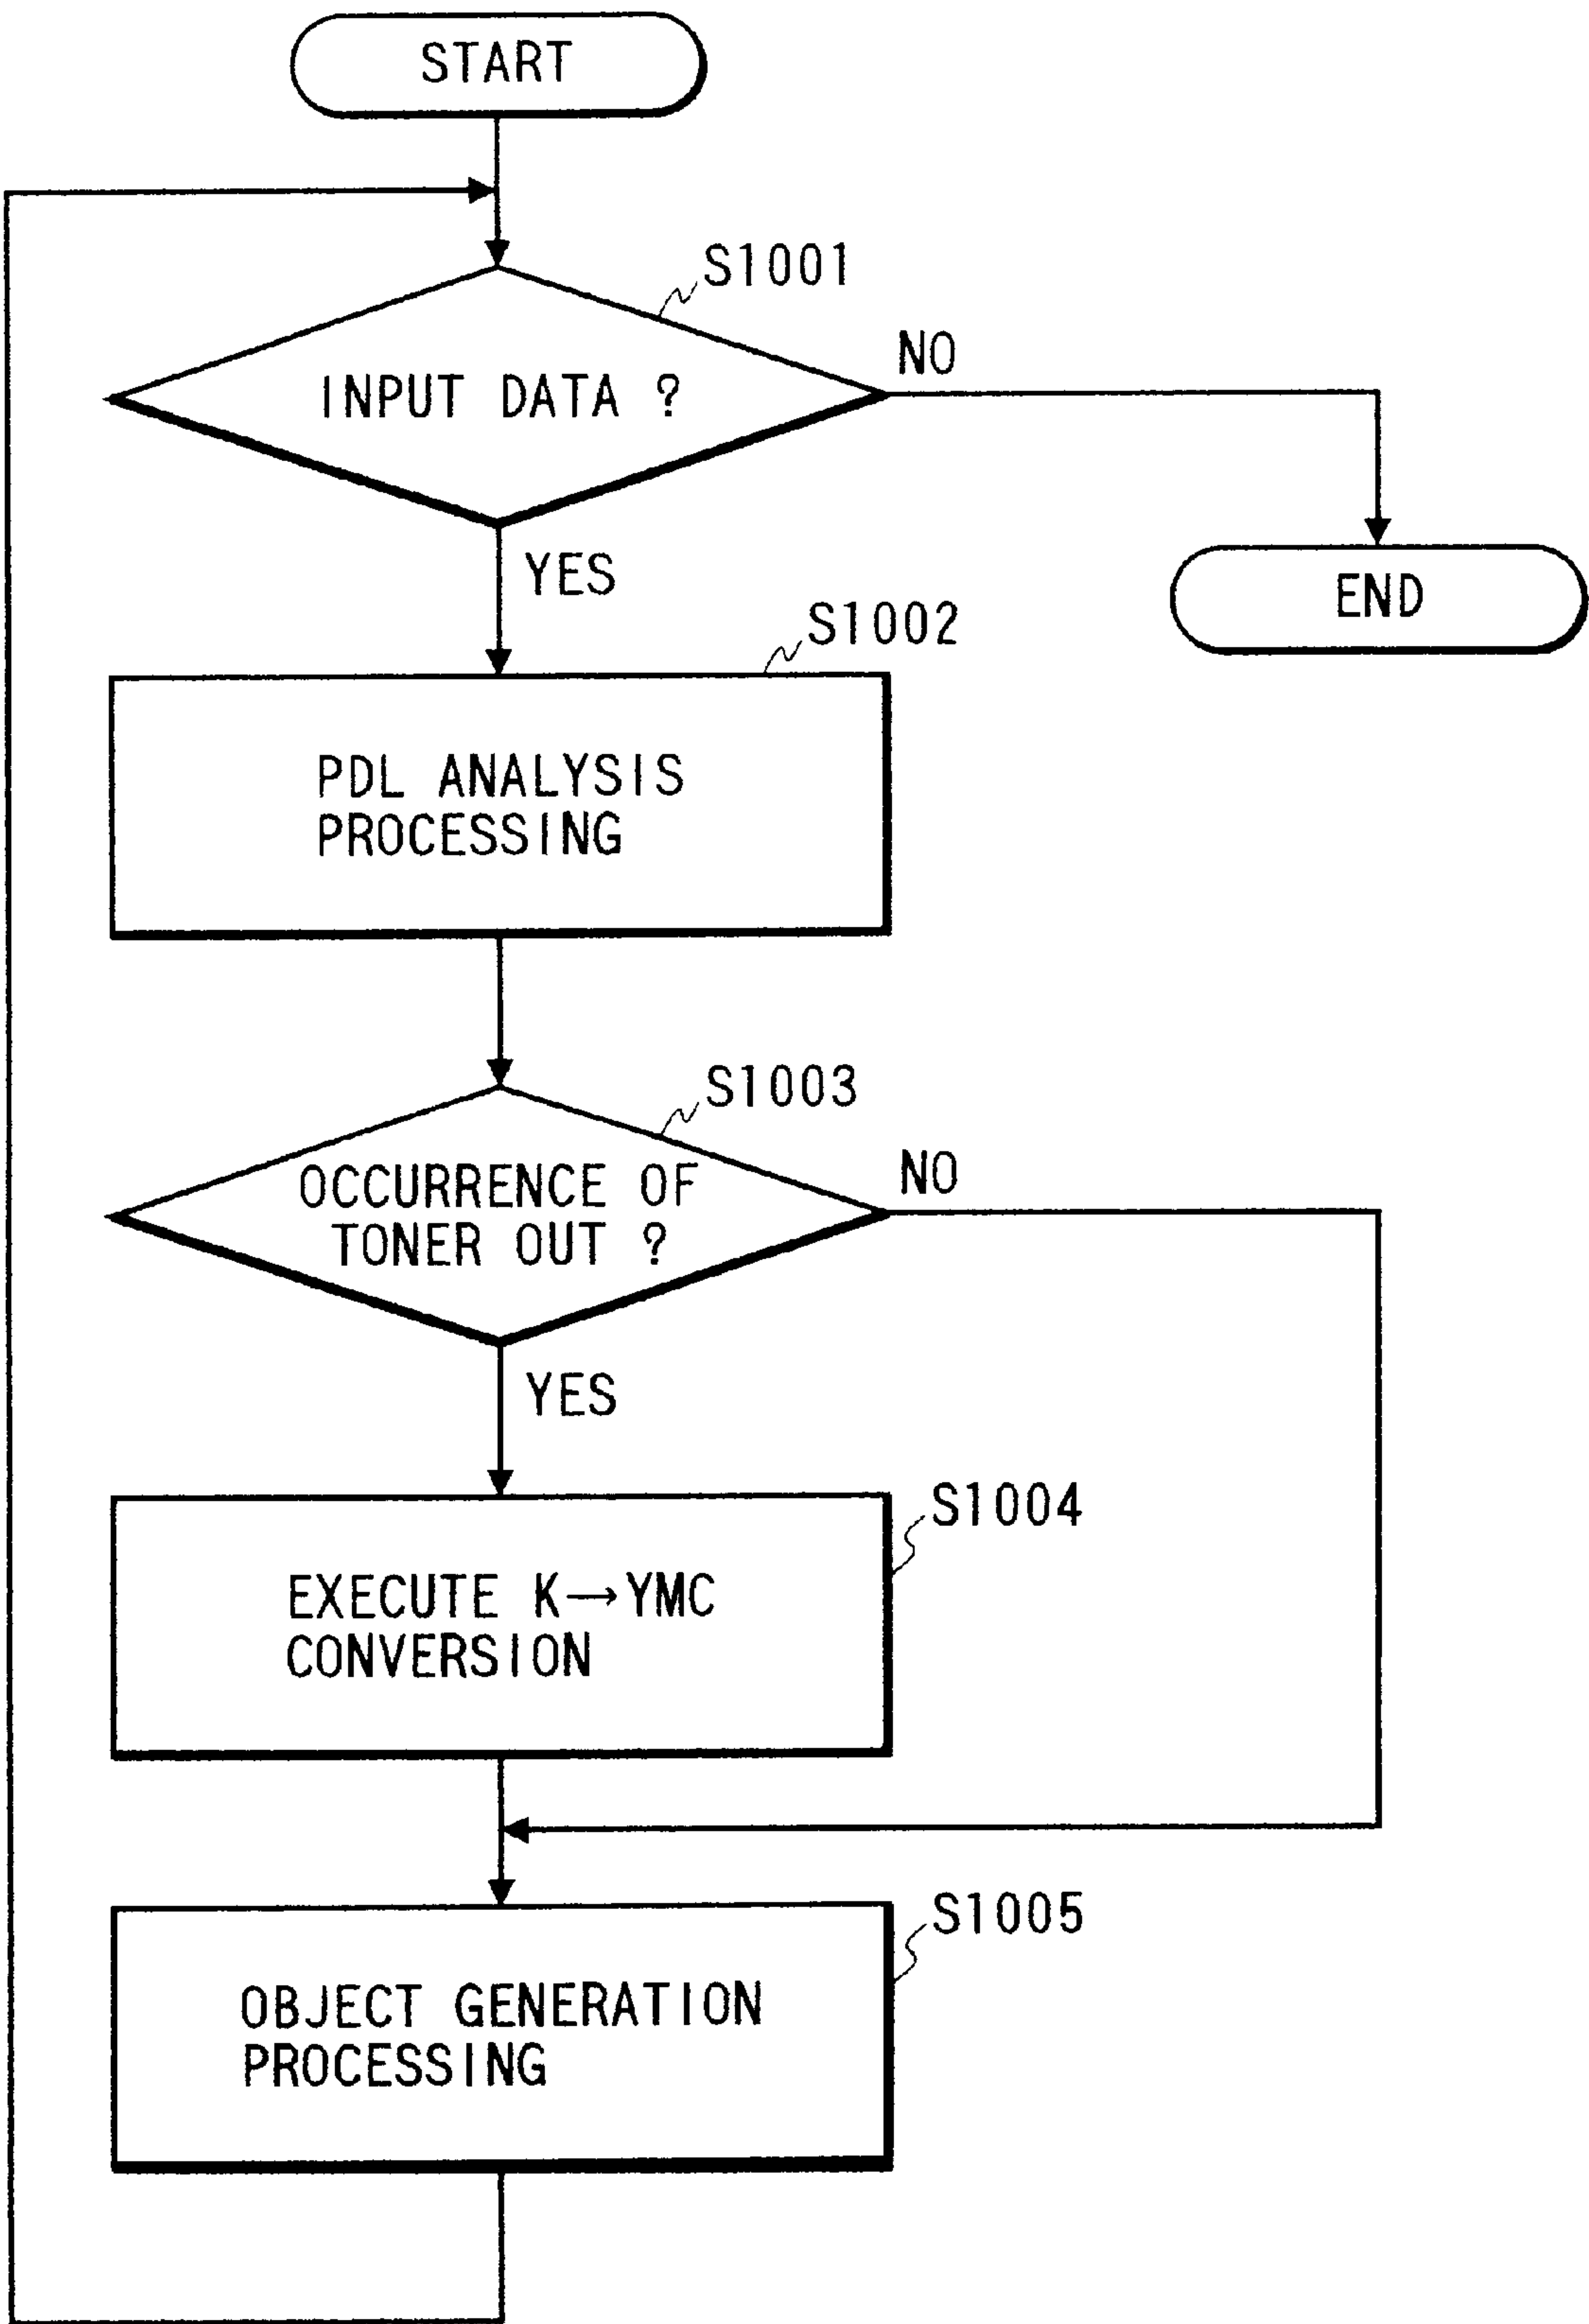 START
S1001
INPUT DATA ?
NO
YES
END
S1002
PDL ANALYSIS
PROCESSING
S1003
OCCURRENCE OF
TONER OUT ?
NO
YES
S1004
EXECUTE K→YMC
CONVERSION
S1005
OBJECT GENERATION
PROCESSING